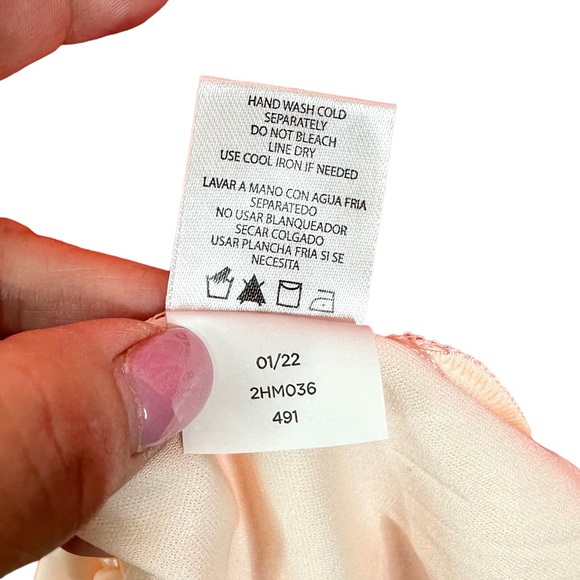 HAND WASH COLD
SEPARATELY
DO NOT BLEACH
LINE DRY
USE COOL IRON IF NEEDED
LAVAR A MANO CON AGUA FRIA
SEPARATEDO
NO USAR BLANQUEADOR
SECAR COLGADO
USAR PLANCHA FRIA SI SE
NECESITA
01/22
2HM036
491